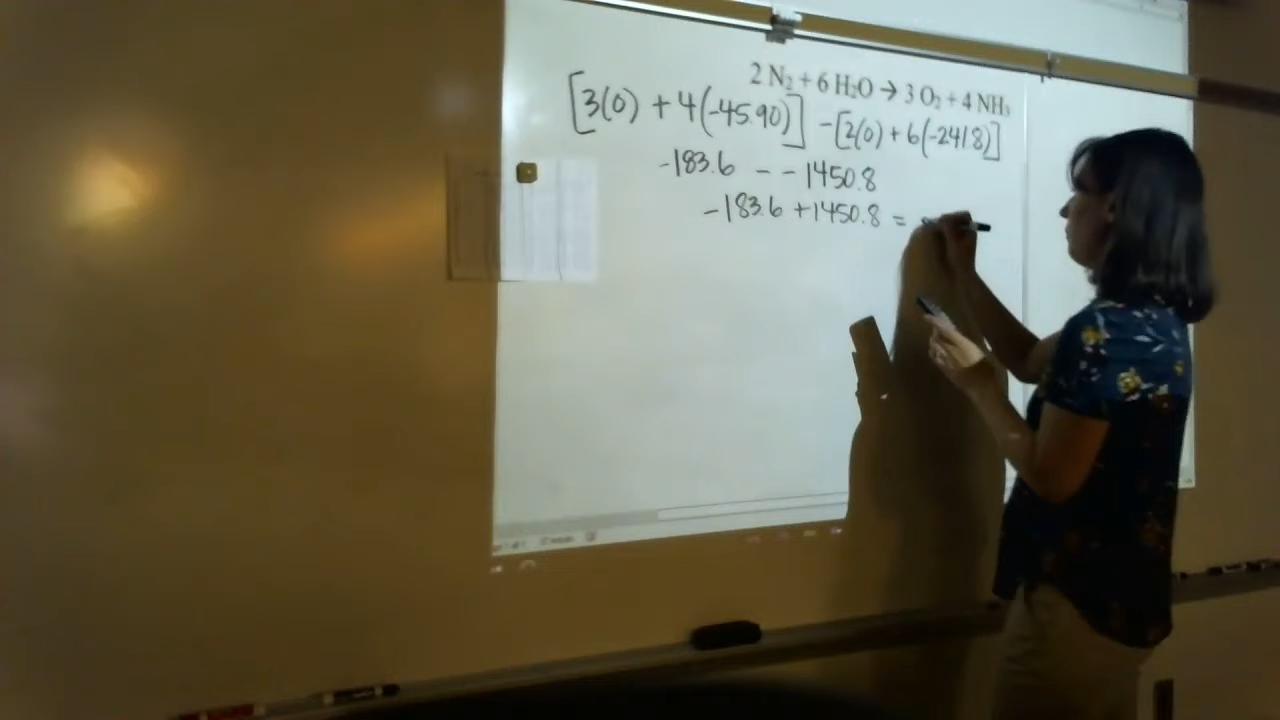 2 N₂ + 6 H₂O → 3 O₂ + 4 NH₃
[3(0) + 4(-45.90)] - [2(0) + 6(-241.8)]
-183.6 - - 1450.8
-183.6 + 1450.8 =